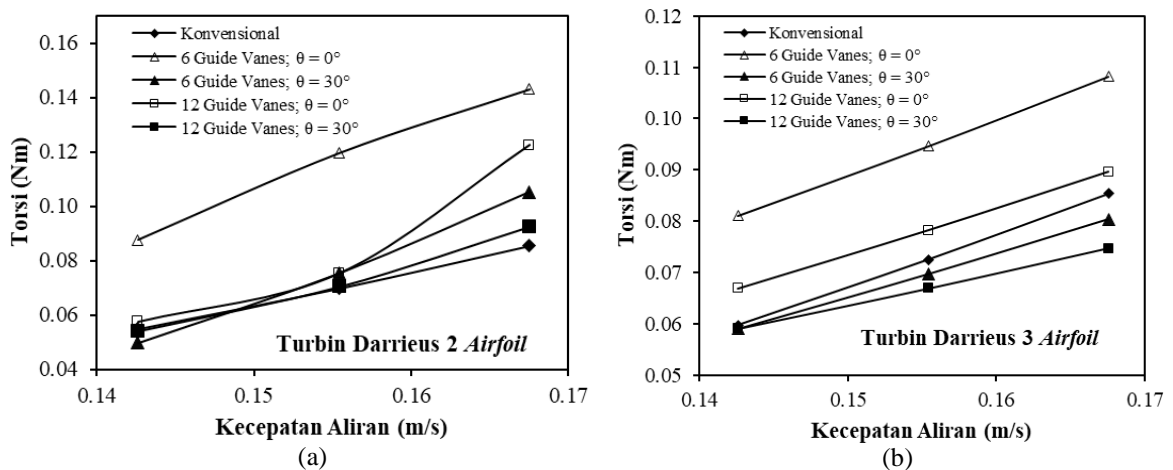 0.16
0.14
0.12
0.10
0.08
0.06
0.04
Torsi (Nm)
Konvensional
6 Guide Vanes; θ = 0°
6 Guide Vanes; θ = 30°
12 Guide Vanes; θ = 0°
12 Guide Vanes; θ = 30°
Turbin Darrieus 2 Airfoil
0.14 0.15 0.16 0.17
Kecepatan Aliran (m/s)
(a)
0.12
0.11
0.10
0.09
0.08
0.07
0.06
0.05
Torsi (Nm)
Konvensional
6 Guide Vanes; θ = 0°
6 Guide Vanes; θ = 30°
12 Guide Vanes; θ = 0°
12 Guide Vanes; θ = 30°
Turbin Darrieus 3 Airfoil
0.14 0.15 0.16 0.17
Kecepatan Aliran (m/s)
(b)